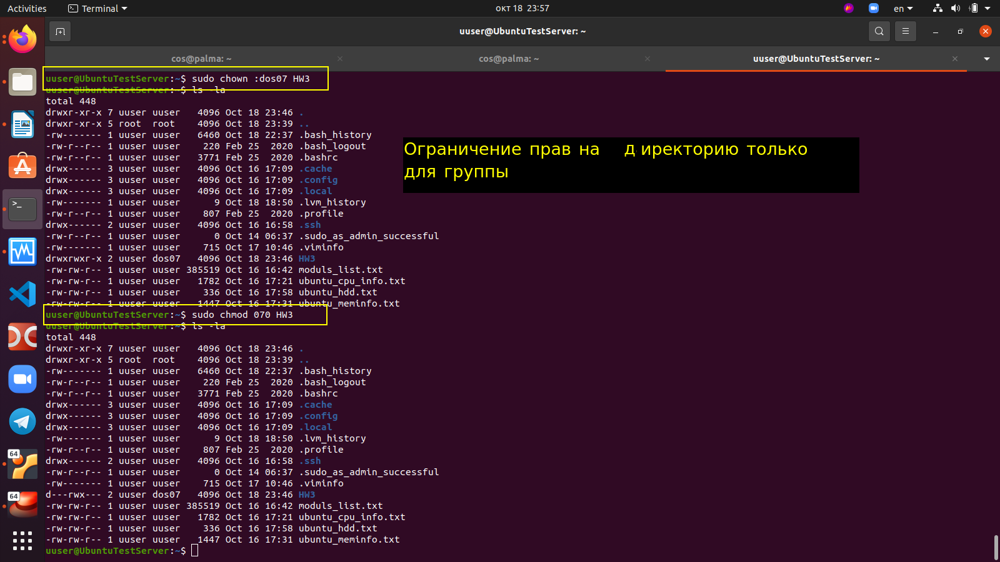 Activities Terminal окт 18 23:57 en
uuser@UbuntuTestServer: ~
cos@palma: ~ cos@palma: ~ uuser@UbuntuTestServer: ~
uuser@UbuntuTestServer:~$ sudo chown :dos07 HW3
uuser@UbuntuTestServer:~$ ls -la
total 448
drwxr-xr-x 7 uuser uuser   4096 Oct 18 23:46 .
drwxr-xr-x 5 root  root    4096 Oct 18 23:39 ..
-rw------- 1 uuser uuser   6460 Oct 18 22:37 .bash_history
-rw-r--r-- 1 uuser uuser    220 Feb 25  2020 .bash_logout
-rw-r--r-- 1 uuser uuser   3771 Feb 25  2020 .bashrc
drwx------ 3 uuser uuser   4096 Oct 16 17:09 .cache
drwx------ 3 uuser uuser   4096 Oct 16 17:09 .config
drwx------ 3 uuser uuser   4096 Oct 16 17:09 .local
-rw------- 1 uuser uuser      9 Oct 18 18:50 .lvm_history
-rw-r--r-- 1 uuser uuser    807 Feb 25  2020 .profile
drwx------ 2 uuser uuser   4096 Oct 16 16:58 .ssh
-rw-r--r-- 1 uuser uuser      0 Oct 14 06:37 .sudo_as_admin_successful
-rw------- 1 uuser uuser    715 Oct 17 10:46 .viminfo
drwxrwxr-x 2 uuser dos07   4096 Oct 18 23:46 HW3
-rw-rw-r-- 1 uuser uuser 385519 Oct 16 16:42 moduls_list.txt
-rw-rw-r-- 1 uuser uuser   1782 Oct 16 17:21 ubuntu_cpu_info.txt
-rw-rw-r-- 1 uuser uuser    336 Oct 16 17:58 ubuntu_hdd.txt
-rw-rw-r-- 1 uuser uuser   1447 Oct 16 17:31 ubuntu_meminfo.txt
Ограничение прав на д иректорию только
для группы
uuser@UbuntuTestServer:~$ sudo chmod 070 HW3
uuser@UbuntuTestServer:~$ ls -la
total 448
drwxr-xr-x 7 uuser uuser   4096 Oct 18 23:46 .
drwxr-xr-x 5 root  root    4096 Oct 18 23:39 ..
-rw------- 1 uuser uuser   6460 Oct 18 22:37 .bash_history
-rw-r--r-- 1 uuser uuser    220 Feb 25  2020 .bash_logout
-rw-r--r-- 1 uuser uuser   3771 Feb 25  2020 .bashrc
drwx------ 3 uuser uuser   4096 Oct 16 17:09 .cache
drwx------ 3 uuser uuser   4096 Oct 16 17:09 .config
drwx------ 3 uuser uuser   4096 Oct 16 17:09 .local
-rw------- 1 uuser uuser      9 Oct 18 18:50 .lvm_history
-rw-r--r-- 1 uuser uuser    807 Feb 25  2020 .profile
drwx------ 2 uuser uuser   4096 Oct 16 16:58 .ssh
-rw-r--r-- 1 uuser uuser      0 Oct 14 06:37 .sudo_as_admin_successful
-rw------- 1 uuser uuser    715 Oct 17 10:46 .viminfo
d---rwx--- 2 uuser dos07   4096 Oct 18 23:46 HW3
-rw-rw-r-- 1 uuser uuser 385519 Oct 16 16:42 moduls_list.txt
-rw-rw-r-- 1 uuser uuser   1782 Oct 16 17:21 ubuntu_cpu_info.txt
-rw-rw-r-- 1 uuser uuser    336 Oct 16 17:58 ubuntu_hdd.txt
-rw-rw-r-- 1 uuser uuser   1447 Oct 16 17:31 ubuntu_meminfo.txt
uuser@UbuntuTestServer:~$
>_
64
64